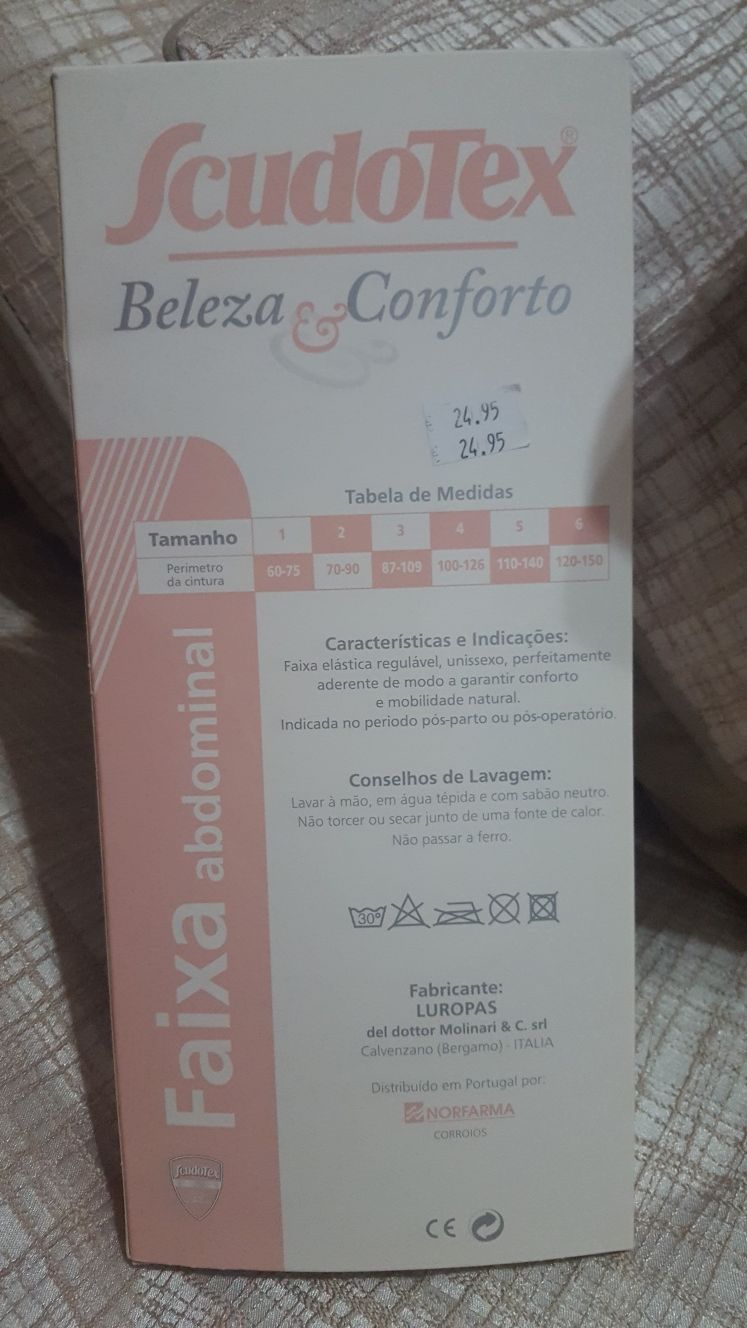 ScudoTex®
Beleza & Conforto
€ 24.95
€ 24.95
Tabela de Medidas
Tamanho 1 2 3 4 5 6
Perimetro da cintura 60-75 70-90 87-109 100-126 110-140 120-150
Faixa abdominal
Características e Indicações:
Faixa elástica regulável, unissexo, perfeitamente
aderente de modo a garantir conforto
e mobilidade natural.
Indicada no periodo pós-parto ou pós-operatório.
Conselhos de Lavagem:
Lavar à mão, em água tépida e com sabão neutro.
Não torcer ou secar junto de uma fonte de calor.
Não passar a ferro.
30°
Fabricante:
LUROPAS
del dottor Molinari & C. srl
Calvenzano (Bergamo) - ITALIA
Distribuído em Portugal por:
NORFARMA
CORROIOS
ScudoTex
CE